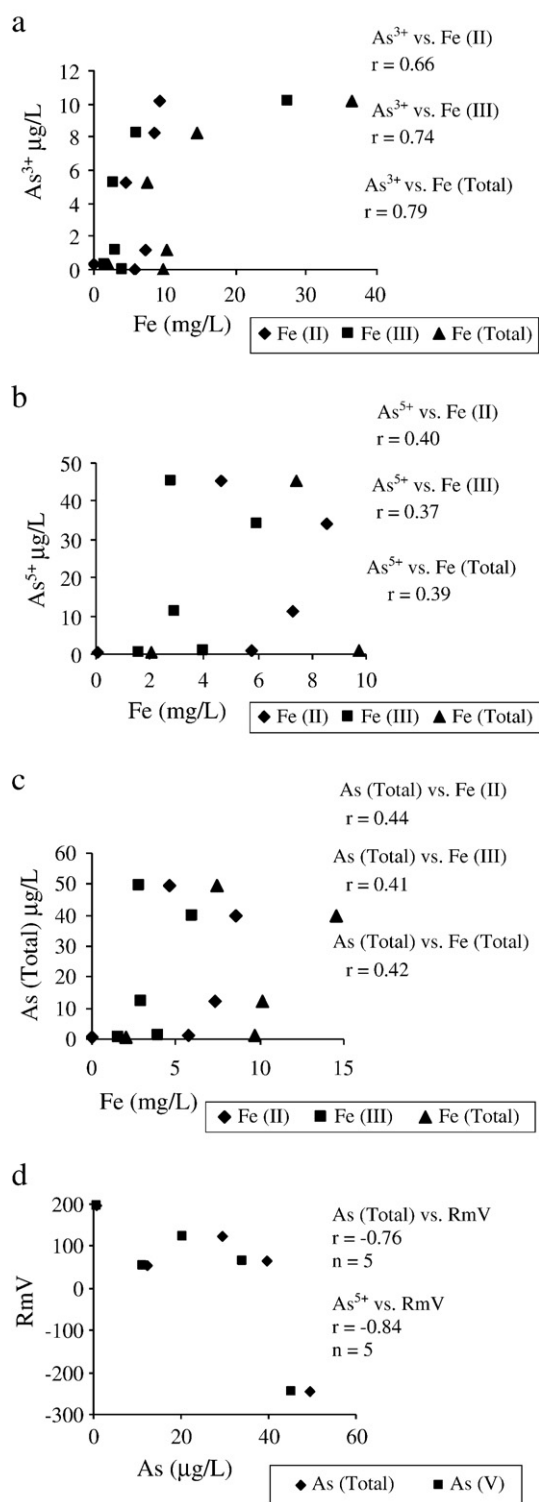 a
As³⁺ vs. Fe (II)
r = 0.66
As³⁺ vs. Fe (III)
r = 0.74
As³⁺ vs. Fe (Total)
r = 0.79
As³⁺ µg/L
12
10
8
6
4
2
0
0 10 20 30 40
Fe (mg/L)
Fe (II) Fe (III) Fe (Total)
b
As⁵⁺ vs. Fe (II)
r = 0.40
As⁵⁺ vs. Fe (III)
r = 0.37
As⁵⁺ vs. Fe (Total)
r = 0.39
As⁵⁺ µg/L
50
40
30
20
10
0
0 2 4 6 8 10
Fe (mg/L)
Fe (II) Fe (III) Fe (Total)
c
As (Total) vs. Fe (II)
r = 0.44
As (Total) vs. Fe (III)
r = 0.41
As (Total) vs. Fe (Total)
r = 0.42
As (Total) µg/L
60
50
40
30
20
10
0
0 5 10 15
Fe (mg/L)
Fe (II) Fe (III) Fe (Total)
d
As (Total) vs. RmV
r = -0.76
n = 5
As⁵⁺ vs. RmV
r = -0.84
n = 5
RmV
200
100
0
-100
-200
-300
0 20 40 60
As (µg/L)
As (Total) As (V)